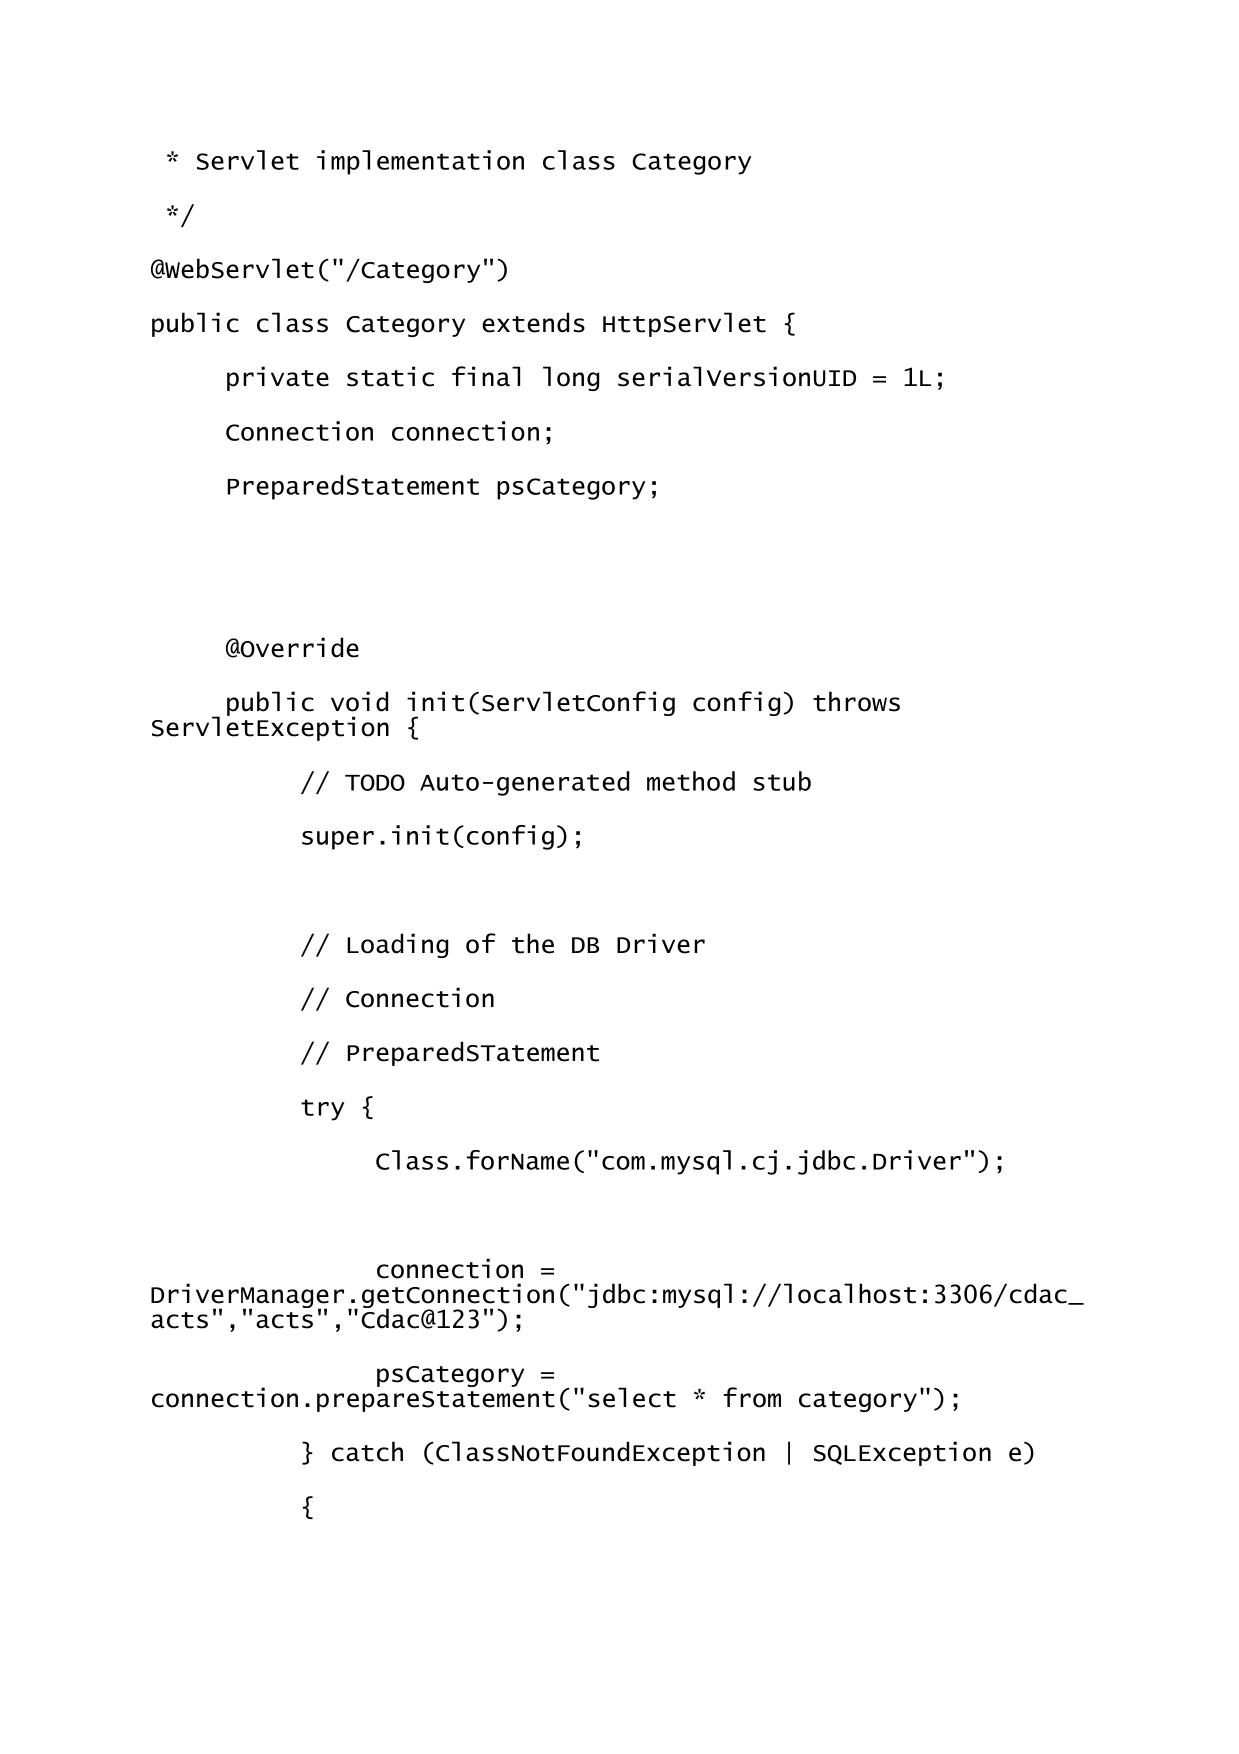 * Servlet implementation class Category
*/
@WebServlet("/Category")
public class Category extends HttpServlet {
private static final long serialVersionUID = 1L;
Connection connection;
PreparedStatement psCategory;
@Override
public void init(ServletConfig config) throws
ServletException {
// TODO Auto-generated method stub
super.init(config);
// Loading of the DB Driver
// Connection
// PreparedSTatement
try {
Class.forName("com.mysql.cj.jdbc.Driver");
connection =
DriverManager.getConnection("jdbc:mysql://localhost:3306/cdac_
acts","acts","Cdac@123");
psCategory =
connection.prepareStatement("select * from category");
} catch (ClassNotFoundException | SQLException e)
{